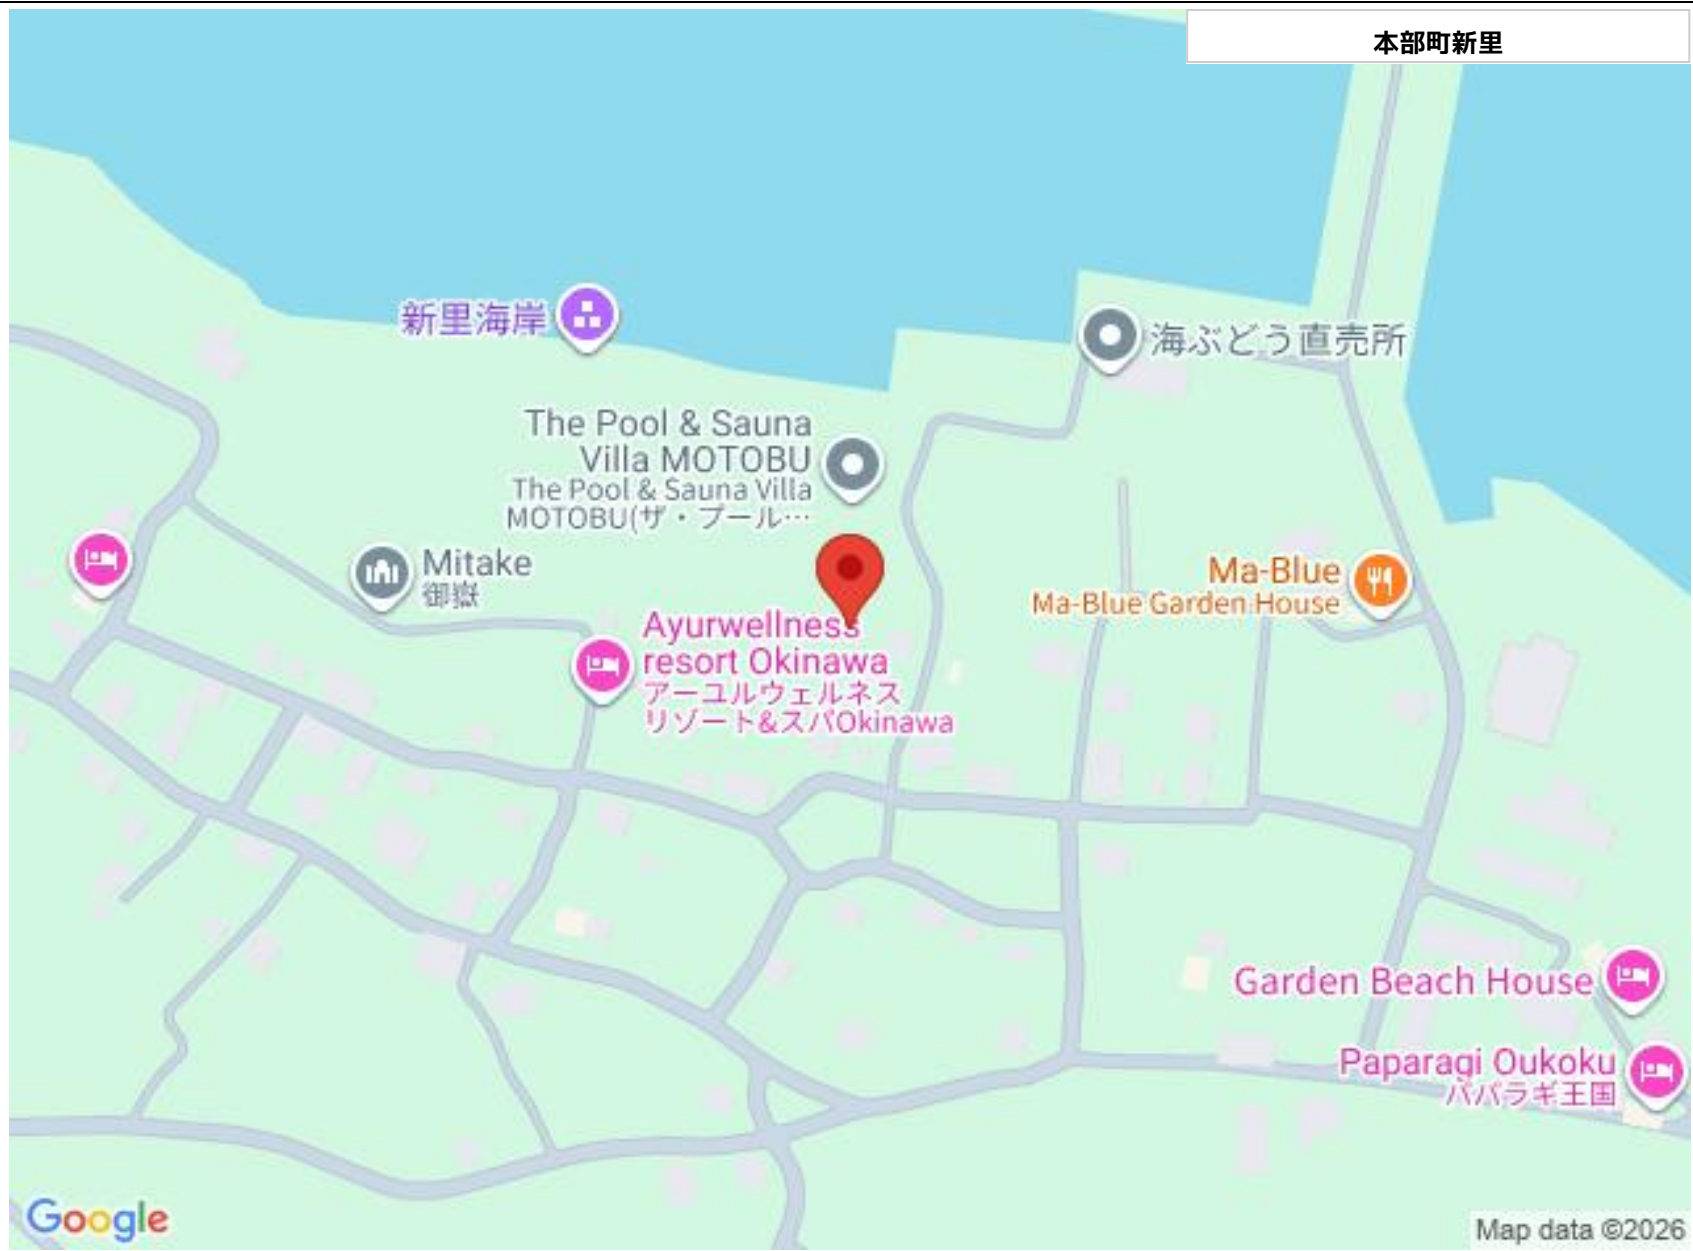 本部町新里
新里海岸
海ぶどう直売所
The Pool & Sauna
Villa MOTOBU
The Pool & Sauna Villa
MOTOBU(ザ・プール…
Mitake
御嶽
Ma-Blue
Ma-Blue Garden House
Ayurwellness
resort Okinawa
アーユルウェルネス
リゾート&スパOkinawa
Garden Beach House
Paparagi Oukoku
パパラギ王国
Google
Map data ©2026